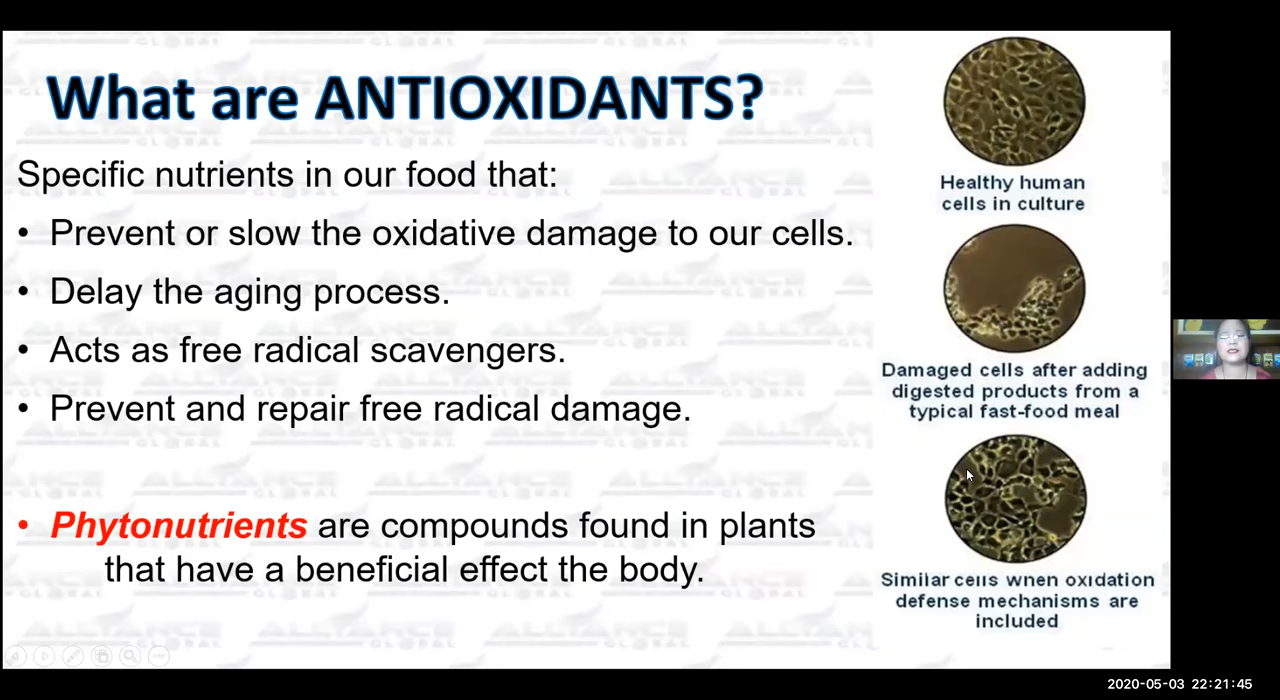 What are ANTIOXIDANTS?
Specific nutrients in our food that:
• Prevent or slow the oxidative damage to our cells.
• Delay the aging process.
• Acts as free radical scavengers.
• Prevent and repair free radical damage.
• Phytonutrients are compounds found in plants
that have a beneficial effect the body.
Healthy human
cells in culture
Damaged cells after adding
digested products from a
typical fast-food meal
Similar cells when oxidation
defense mechanisms are
included
ALLIANCE
GLOBAL
2020-05-03 22:21:45